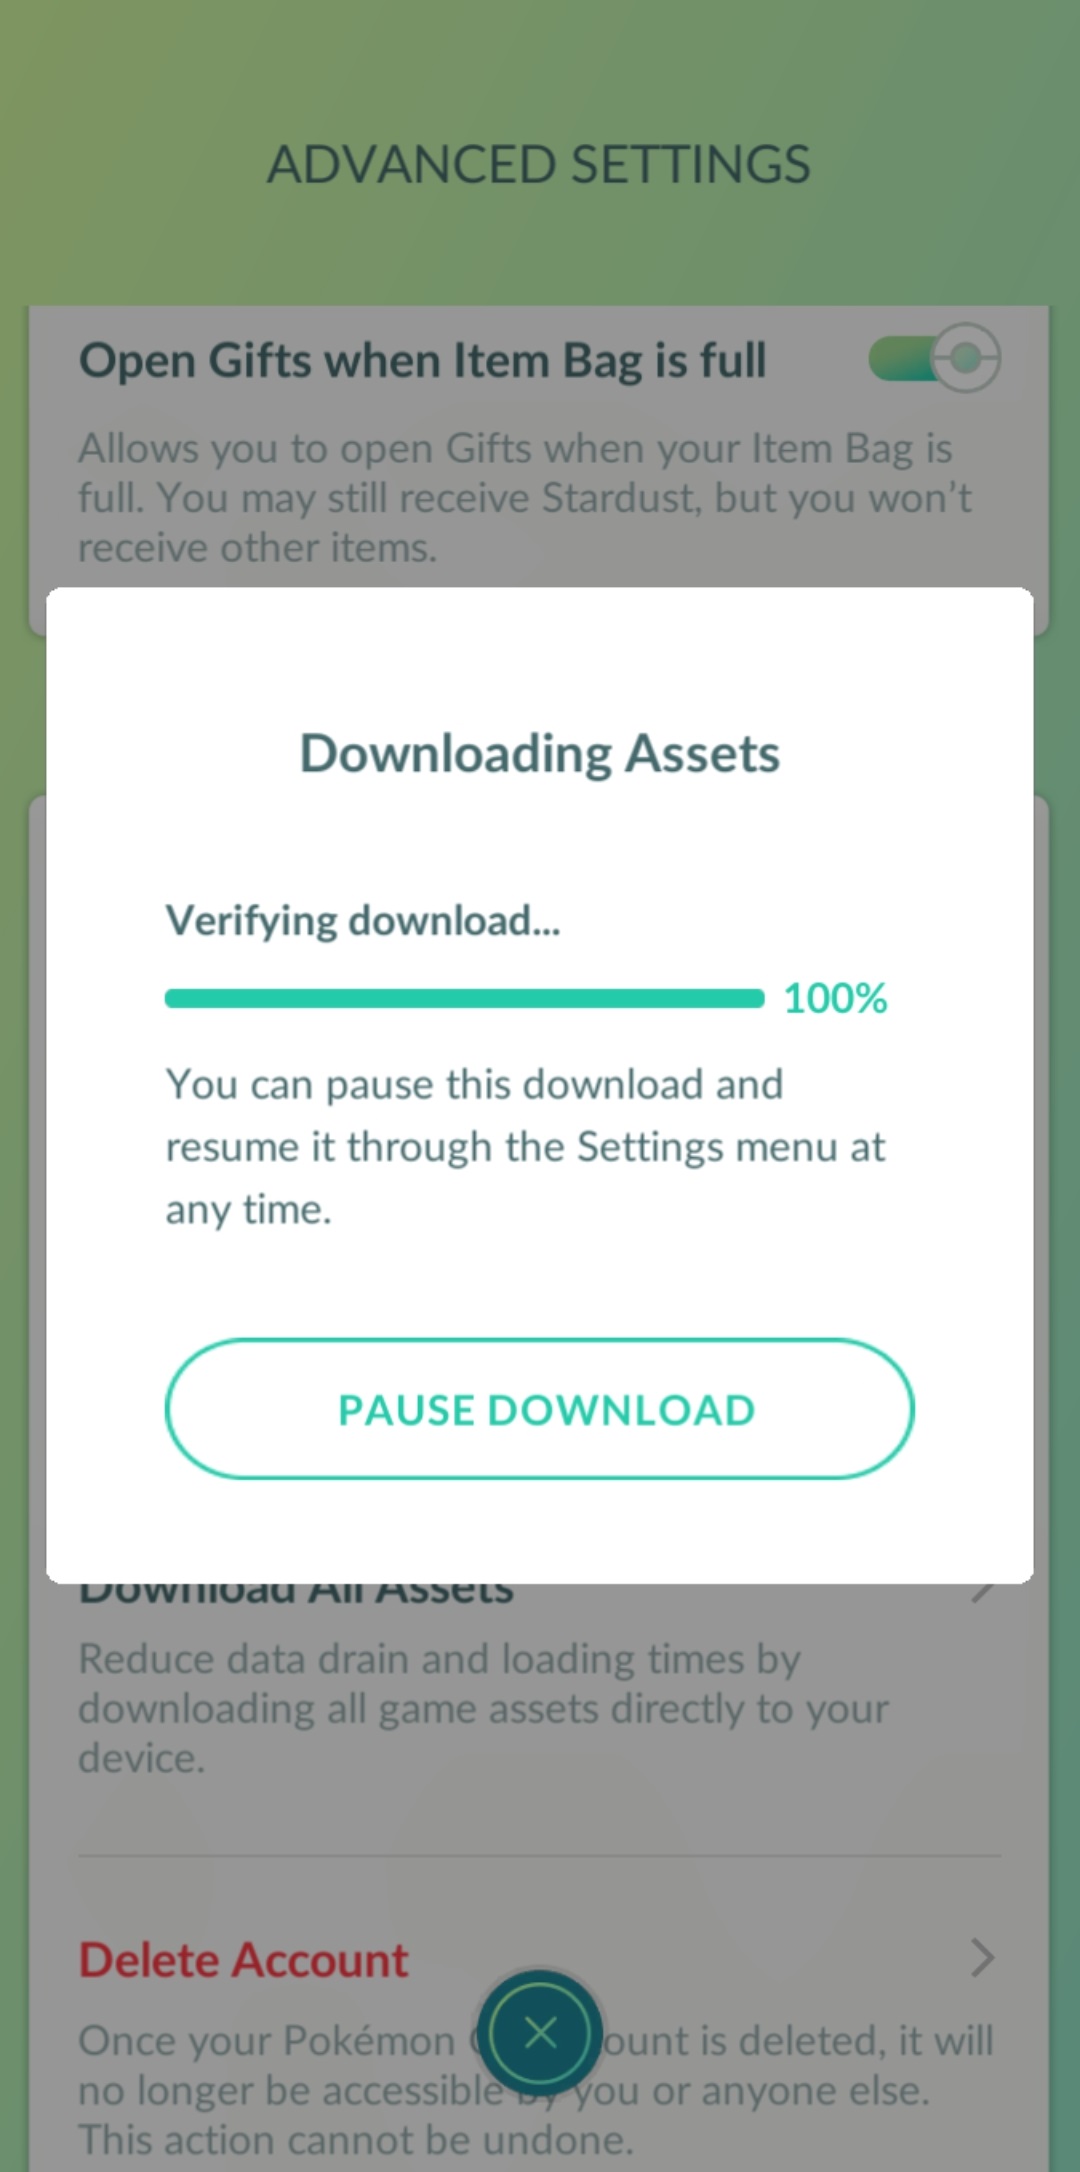 ADVANCED SETTINGS
Open Gifts when Item Bag is full
Allows you to open Gifts when your Item Bag is
full. You may still receive Stardust, but you won’t
receive other items.
Downloading Assets
Verifying download...
100%
You can pause this download and
resume it through the Settings menu at
any time.
PAUSE DOWNLOAD
Download All Assets
Reduce data drain and loading times by
downloading all game assets directly to your
device.
Delete Account
Once your Pokémon is deleted, it will
no longer be accessible by you or anyone else.
This action cannot be undone.